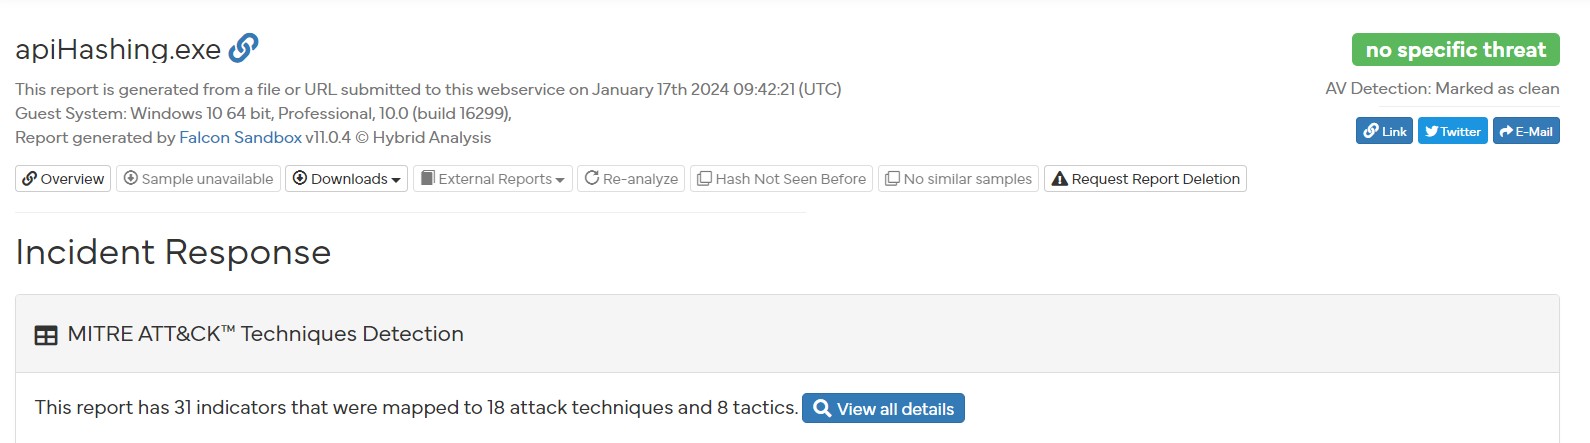 apiHashing.exe
no specific threat
This report is generated from a file or URL submitted to this webservice on January 17th 2024 09:42:21 (UTC)
AV Detection: Marked as clean
Guest System: Windows 10 64 bit, Professional, 10.0 (build 16299),
Report generated by Falcon Sandbox v11.0.4 © Hybrid Analysis
Link Twitter E-Mail
Overview Sample unavailable Downloads External Reports Re-analyze Hash Not Seen Before No similar samples Request Report Deletion
Incident Response
MITRE ATT&CK™ Techniques Detection
This report has 31 indicators that were mapped to 18 attack techniques and 8 tactics. View all details